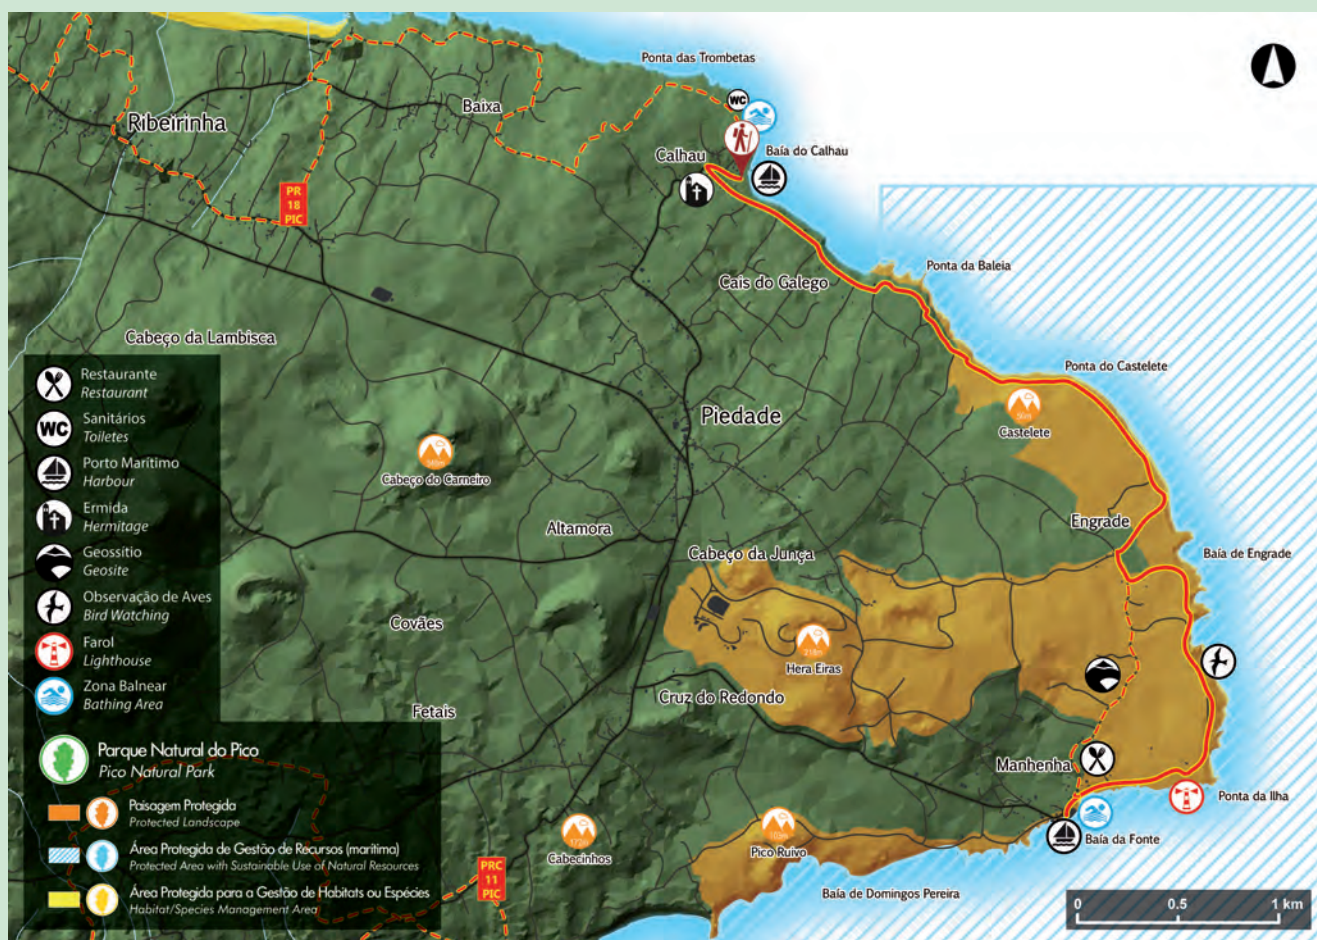 Ponta das Trombetas
WC
Baixa
Ribeirinha
Calhau
Baía do Calhau
PR
18
PIC
Ponta da Baleia
Cais do Galego
Cabeço da Lambisca
Ponta do Castelete
Restaurante
Restaurant
WC
Sanitários
Toiletes
Porto Marítimo
Harbour
Ermida
Hermitage
Geossítio
Geosite
Observação de Aves
Bird Watching
Farol
Lighthouse
Zona Balnear
Bathing Area
Piedade
Castelete
Cabeço do Carneiro
Altamora
Engrade
Cabeço da Junça
Baía de Engrade
Covães
218m
Hera Eiras
Cruz do Redondo
Fetais
Manhenha
Ponta da Ilha
Baía da Fonte
103m
Pico Ruivo
172m
Cabecinhos
PRC
11
PIC
Baía de Domingos Pereira
Parque Natural do Pico
Pico Natural Park
Paisagem Protegida
Protected Landscape
Área Protegida de Gestão de Recursos (marítima)
Protected Area with Sustainable Use of Natural Resources
Área Protegida para a Gestão de Habitats ou Espécies
Habitat/Species Management Area
0 0.5 1 km